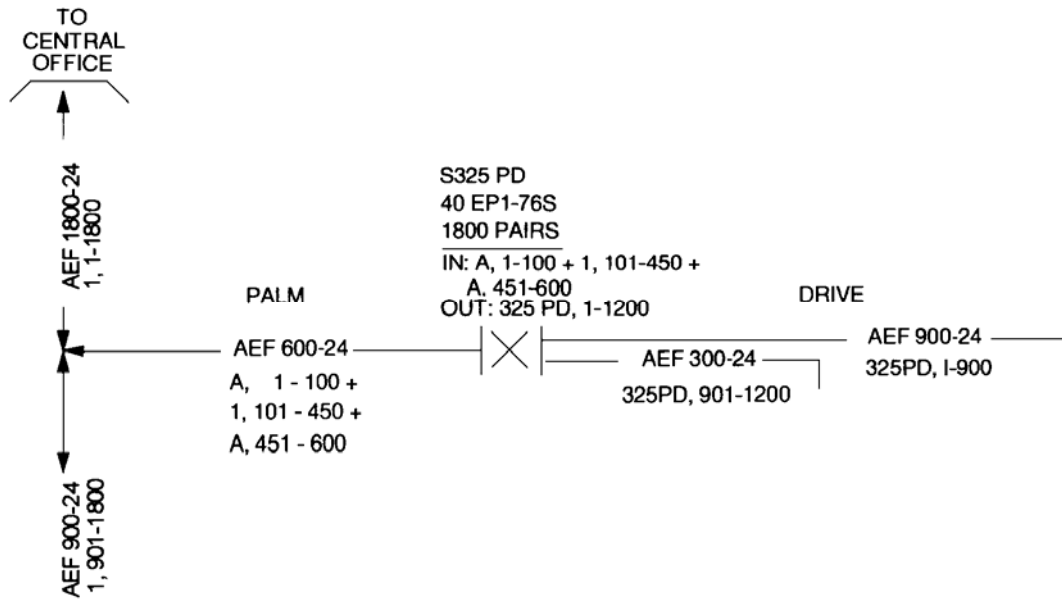 TO
CENTRAL
OFFICE
AEF 1800-24
1, 1-1800
S325 PD
40 EP1-76S
1800 PAIRS
IN: A, 1-100 + 1, 101-450 +
A, 451-600
OUT: 325 PD, 1-1200
PALM
DRIVE
AEF 600-24
A, 1 - 100 +
1, 101 - 450 +
A, 451 - 600
AEF 300-24
325PD, 901-1200
AEF 900-24
325PD, I-900
AEF 900-24
1, 901-1800